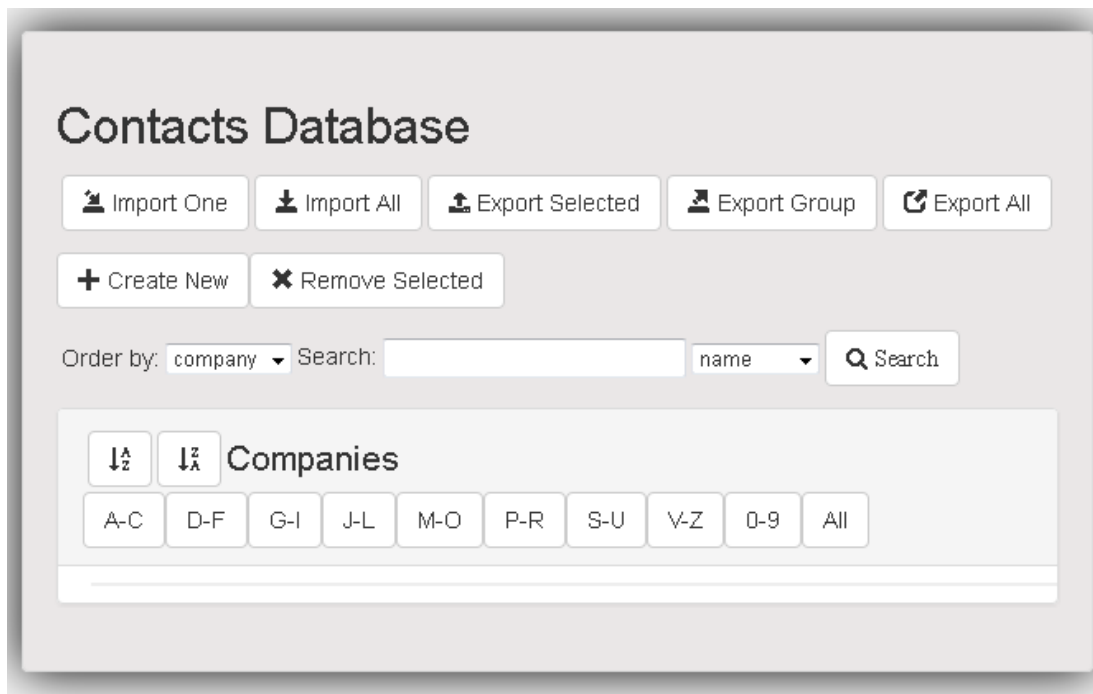 Contacts Database
Import One Import All Export Selected Export Group Export All
Create New Remove Selected
Order by: company Search: name Search
A Z Z A Companies
A-C D-F G-I J-L M-O P-R S-U V-Z 0-9 All